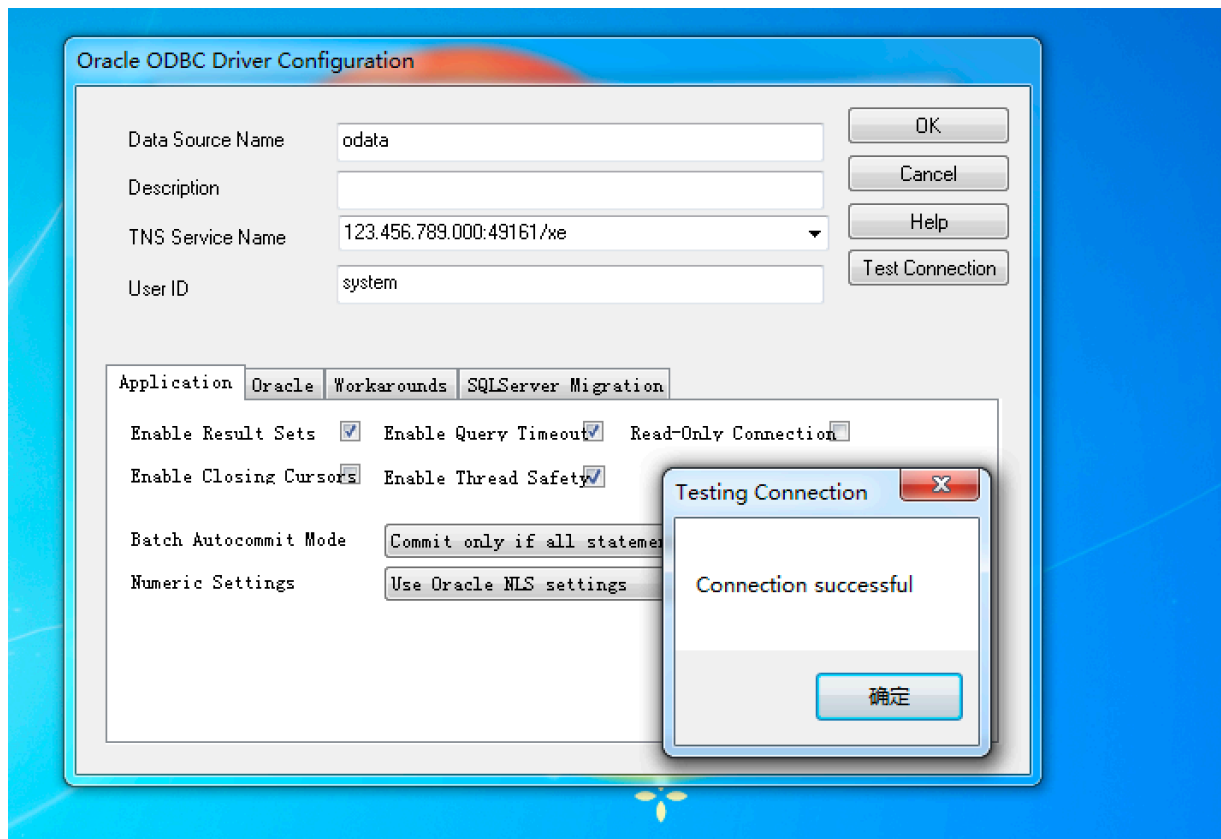 Oracle ODBC Driver Configuration
Data Source Name odata
OK
Description
Cancel
TNS Service Name 123.456.789.000:49161/xe
Help
User ID system
Test Connection
Application Oracle Workarounds SQLServer Migration
Enable Result Sets Enable Query Timeout Read-Only Connection
Enable Closing Cursors Enable Thread Safety
Batch Autocommit Mode Commit only if all
Numeric Settings Use Oracle NLS settings
Testing Connection
Connection successful
确定